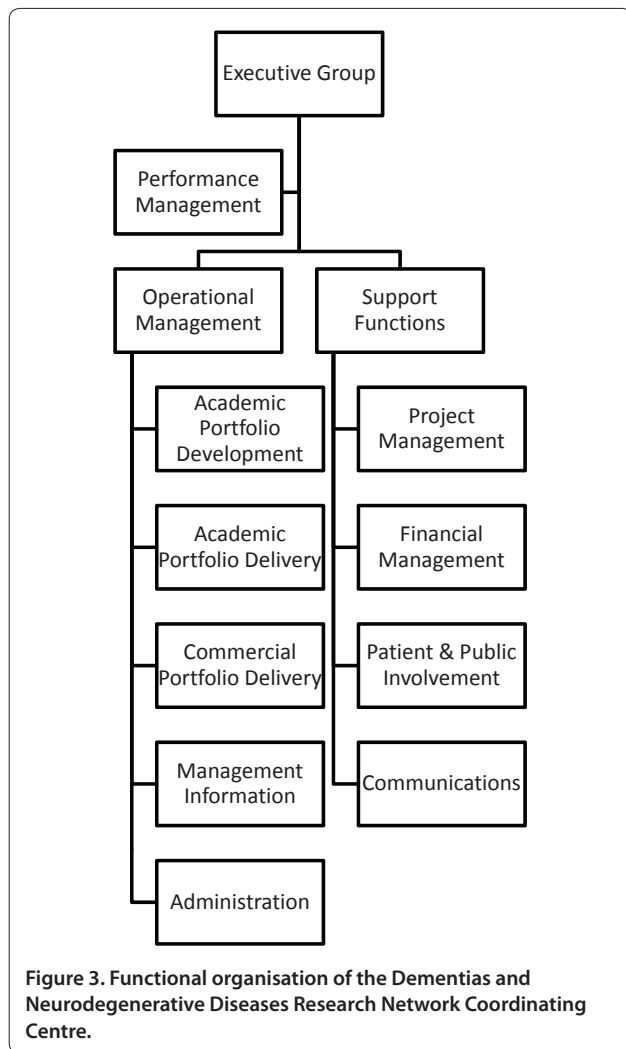 Executive Group
Performance
Management
Operational
Management
Support
Functions
Academic
Portfolio
Development
Academic
Portfolio Delivery
Commercial
Portfolio Delivery
Management
Information
Administration
Project
Management
Financial
Management
Patient & Public
Involvement
Communications
Figure 3. Functional organisation of the Dementias and
Neurodegenerative Diseases Research Network Coordinating
Centre.